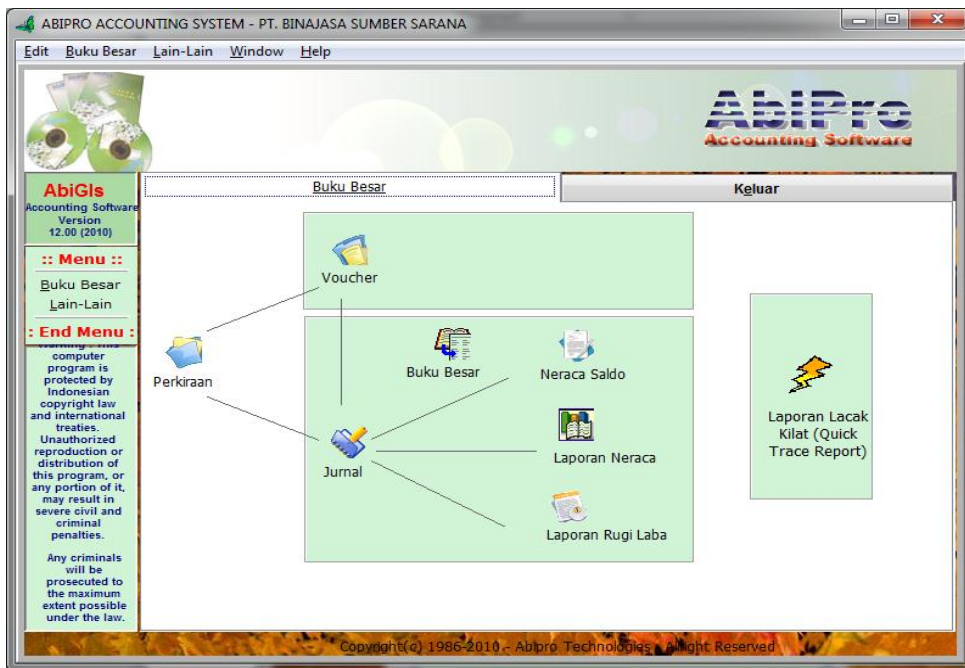 ABIPRO ACCOUNTING SYSTEM - PT. BINAJASA SUMBER SARANA
Edit Buku Besar Lain-Lain Window Help
AbIPro
Accounting Software
AbiGls
Accounting Software
Version
12.00 (2010)
:: Menu ::
Buku Besar
Lain-Lain
: End Menu :
Warning : This
computer
program is
protected by
Indonesian
copyright law
and international
treaties.
Unauthorized
reproduction or
distribution of
this program, or
any portion of it,
may result in
severe civil and
criminal
penalties.
Any criminals
will be
prosecuted to
the maximum
extent possible
under the law.
Buku Besar
Keluar
Voucher
Perkiraan
Buku Besar
Neraca Saldo
Jurnal
Laporan Neraca
Laporan Rugi Laba
Laporan Lacak
Kilat (Quick
Trace Report)
Copyright(c) 1986-2010 - Abipro Technologies - All right Reserved